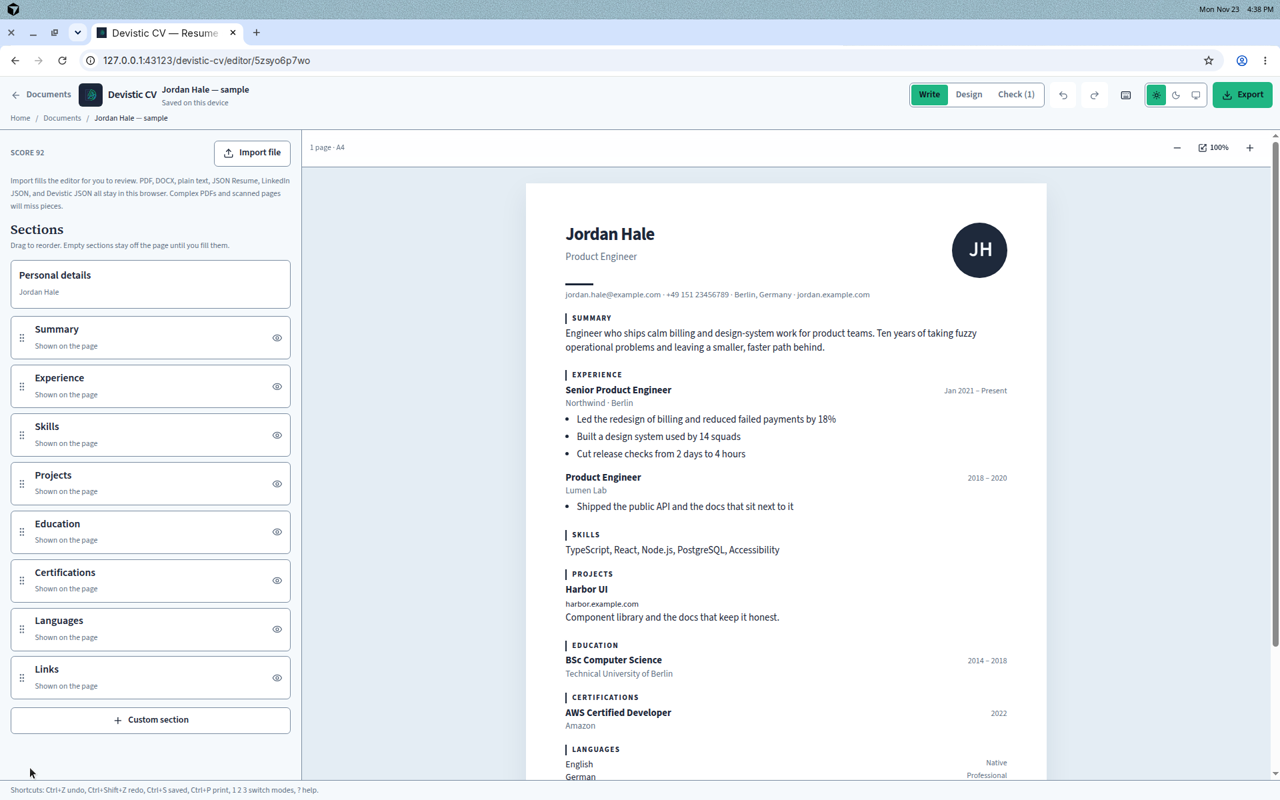 Mon Nov 23 4:38 PM
Devistic CV — Resume
127.0.0.1:43123/devistic-cv/editor/5zsyo6p7wo
Documents
Devistic CV
Jordan Hale — sample
Saved on this device
Write
Design
Check (1)
Export
Home / Documents / Jordan Hale — sample
SCORE 92
Import file
Import fills the editor for you to review. PDF, DOCX, plain text, JSON Resume, LinkedIn
JSON, and Devistic JSON all stay in this browser. Complex PDFs and scanned pages
will miss pieces.
Sections
Drag to reorder. Empty sections stay off the page until you fill them.
Personal details
Jordan Hale
Summary
Shown on the page
Experience
Shown on the page
Skills
Shown on the page
Projects
Shown on the page
Education
Shown on the page
Certifications
Shown on the page
Languages
Shown on the page
Links
Shown on the page
Custom section
1 page · A4
100%
Jordan Hale
Product Engineer
JH
jordan.hale@example.com · +49 151 23456789 · Berlin, Germany · jordan.example.com
SUMMARY
Engineer who ships calm billing and design-system work for product teams. Ten years of taking fuzzy
operational problems and leaving a smaller, faster path behind.
EXPERIENCE
Senior Product Engineer Jan 2021 – Present
Northwind · Berlin
• Led the redesign of billing and reduced failed payments by 18%
• Built a design system used by 14 squads
• Cut release checks from 2 days to 4 hours
Product Engineer 2018 – 2020
Lumen Lab
• Shipped the public API and the docs that sit next to it
SKILLS
TypeScript, React, Node.js, PostgreSQL, Accessibility
PROJECTS
Harbor UI
harbor.example.com
Component library and the docs that keep it honest.
EDUCATION
BSc Computer Science 2014 – 2018
Technical University of Berlin
CERTIFICATIONS
AWS Certified Developer 2022
Amazon
LANGUAGES
English Native
German Professional
Shortcuts: Ctrl+Z undo, Ctrl+Shift+Z redo, Ctrl+S saved, Ctrl+P print, 1 2 3 switch modes, ? help.